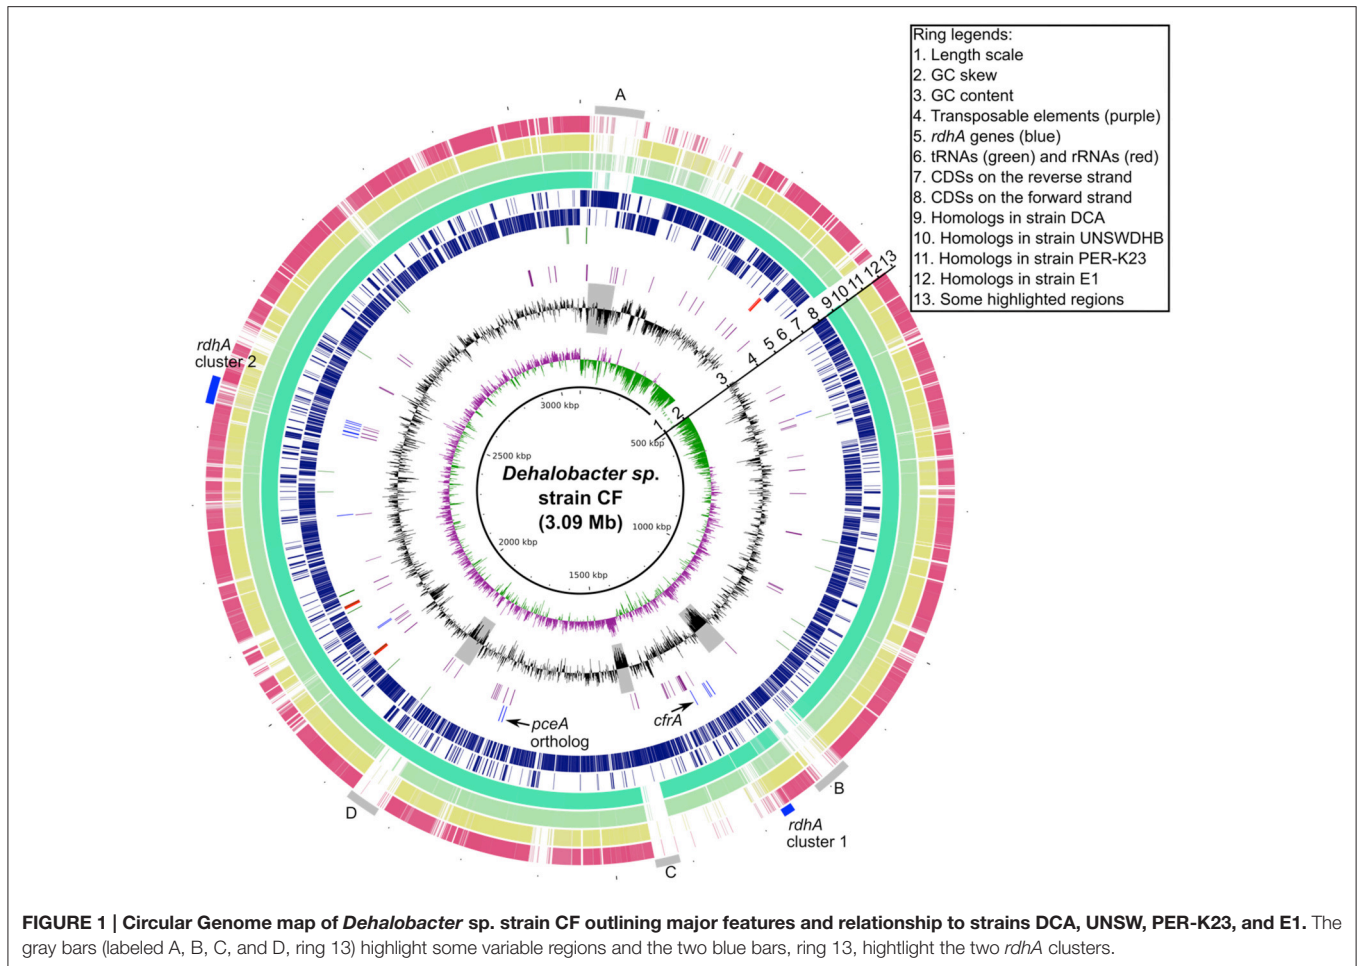 Ring legends:
1. Length scale
2. GC skew
3. GC content
4. Transposable elements (purple)
5. rdhA genes (blue)
6. tRNAs (green) and rRNAs (red)
7. CDSs on the reverse strand
8. CDSs on the forward strand
9. Homologs in strain DCA
10. Homologs in strain UNSWDHB
11. Homologs in strain PER-K23
12. Homologs in strain E1
13. Some highlighted regions
A
1 2 3 4 5 6 7 8 9 10 11 12 13
rdhA
cluster 2
3000 kbp
500 kbp
2500 kbp
Dehalobacter sp.
strain CF
(3.09 Mb)
1000 kbp
2000 kbp
1500 kbp
pceA
ortholog
cfrA
B
D
rdhA
cluster 1
C
FIGURE 1 | Circular Genome map of Dehalobacter sp. strain CF outlining major features and relationship to strains DCA, UNSW, PER-K23, and E1. The
gray bars (labeled A, B, C, and D, ring 13) highlight some variable regions and the two blue bars, ring 13, hightlight the two rdhA clusters.